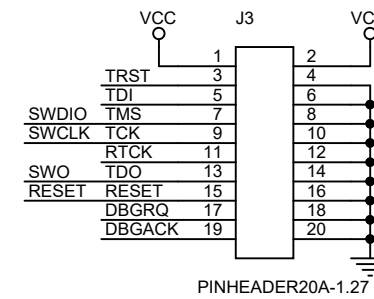 VCC J3 VC
1 2
TRST 3 4
TDI 5 6
SWDIO TMS 7 8
SWCLK TCK 9 10
RTCK 11 12
SWO TDO 13 14
RESET RESET 15 16
DBGRQ 17 18
DBGACK 19 20
PINHEADER20A-1.27